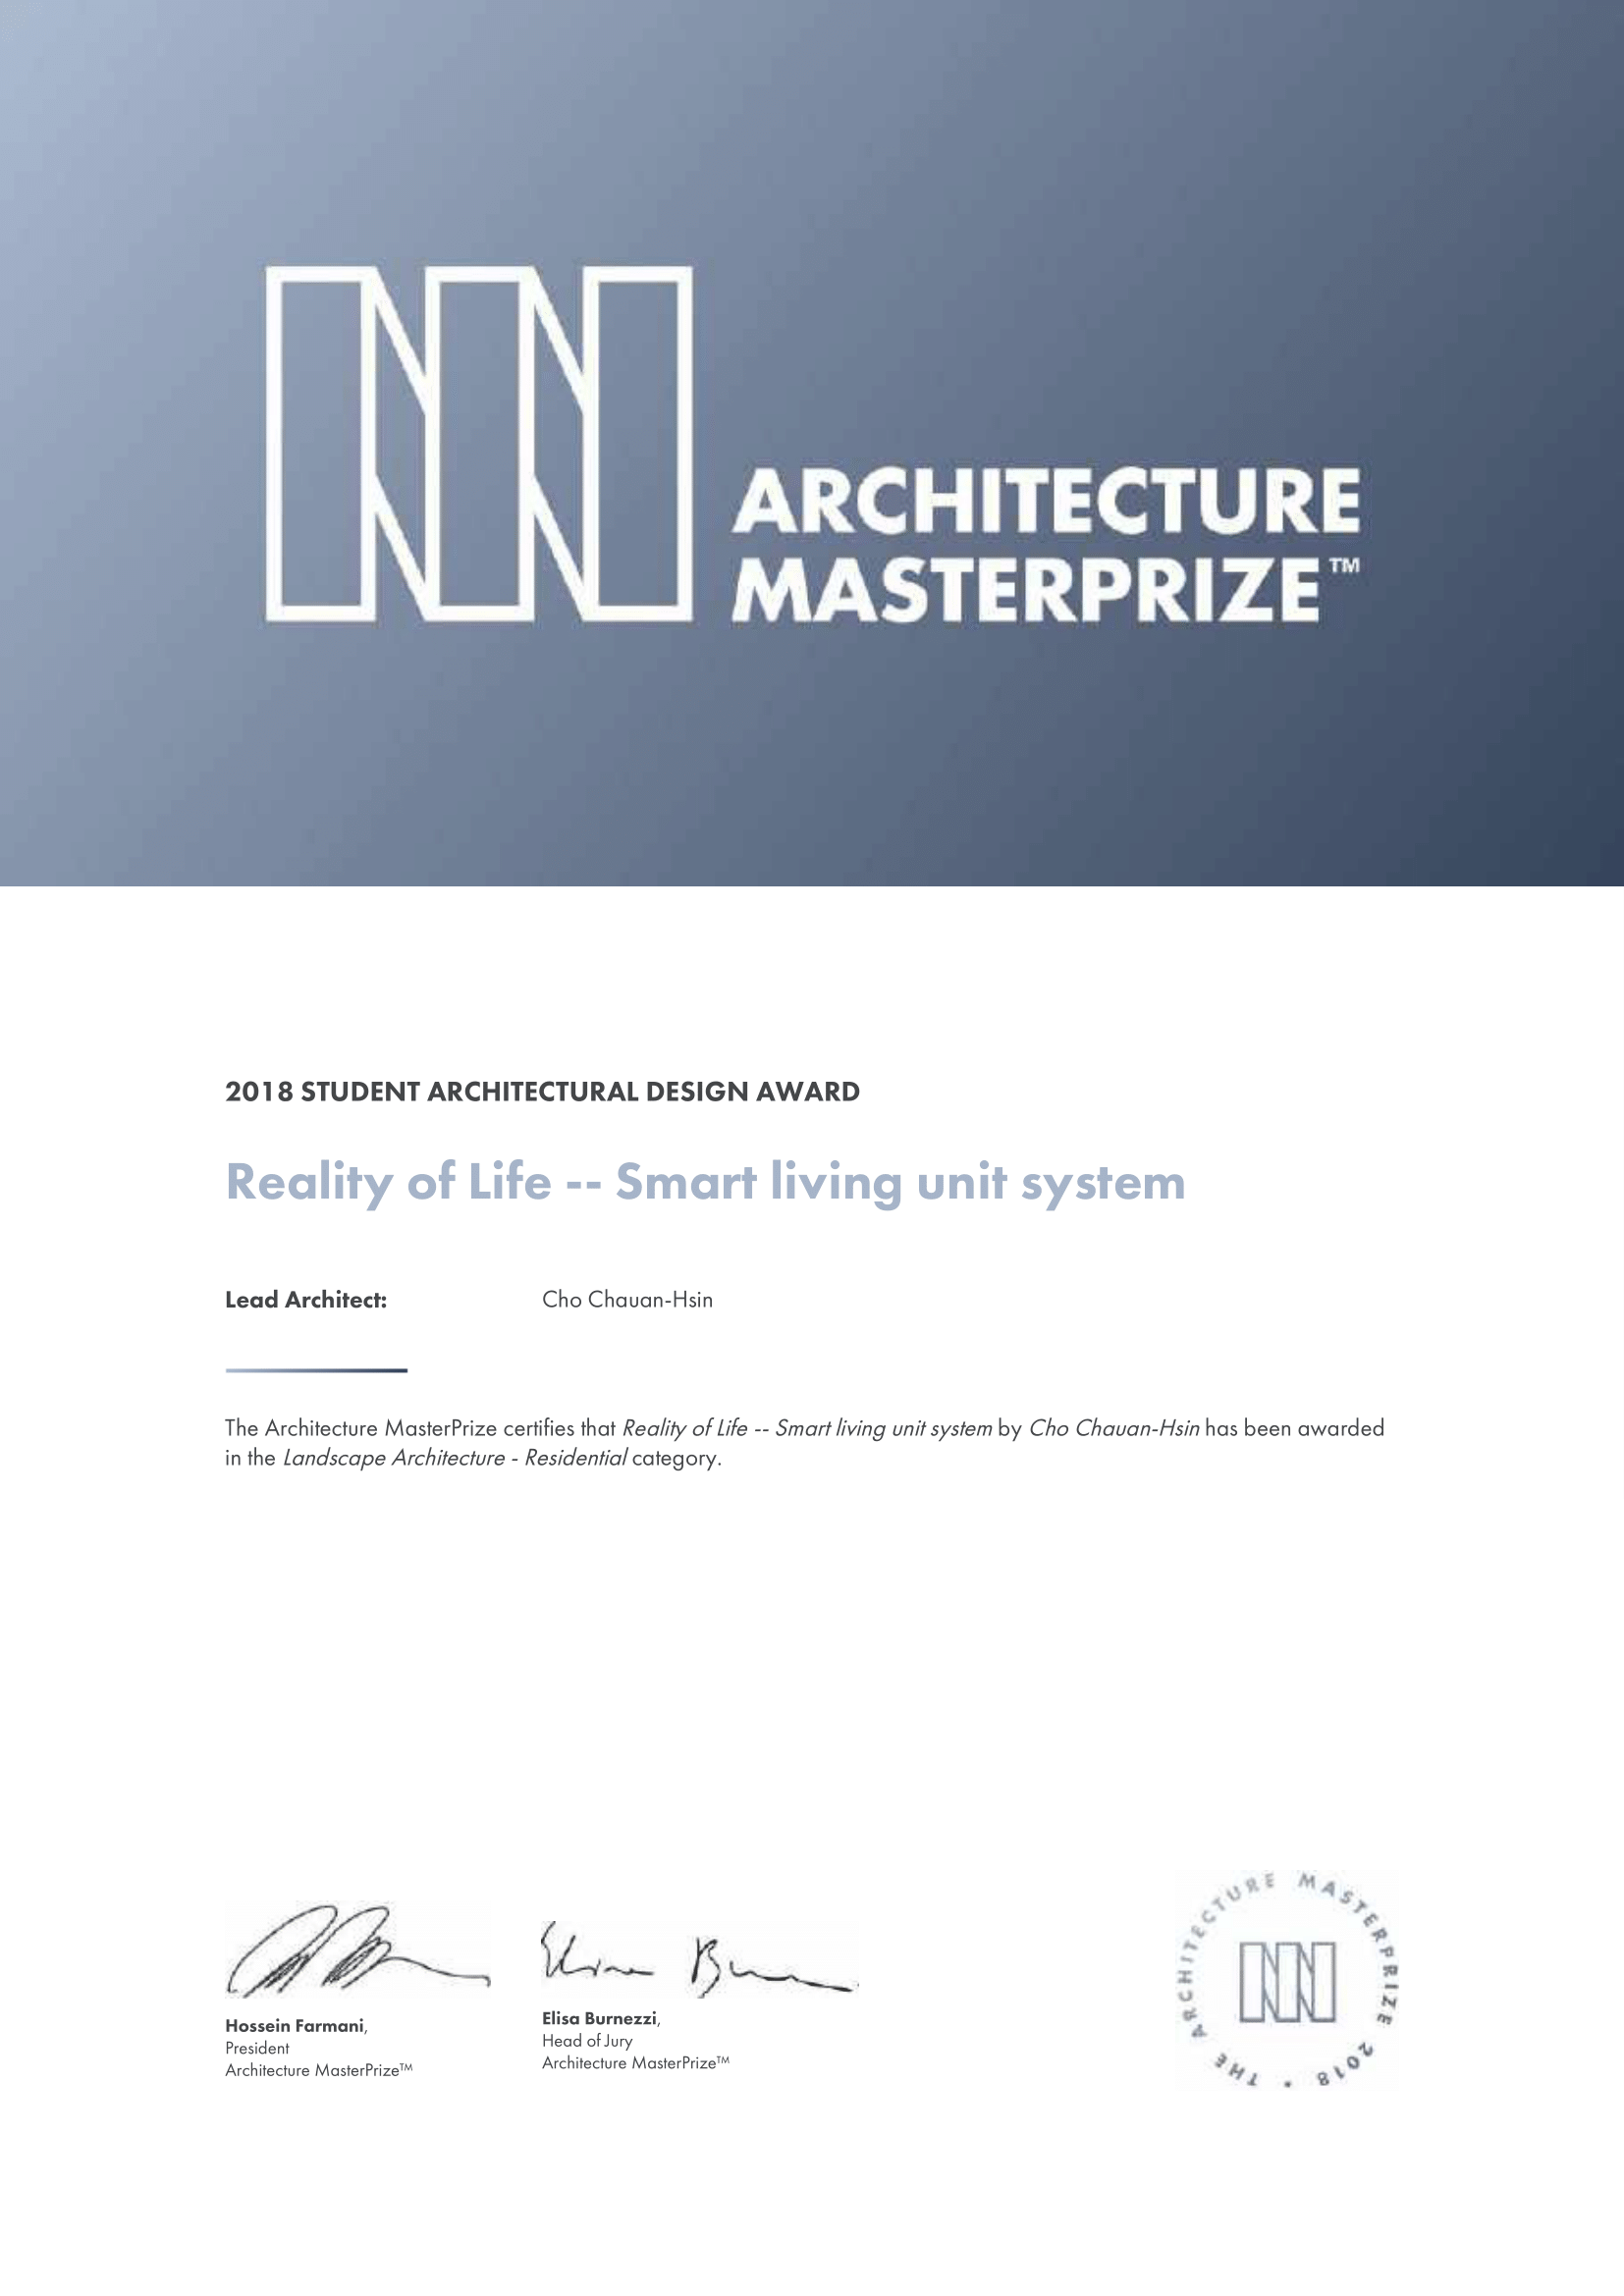 ARCHITECTURE
MASTERPRIZE™
2018 STUDENT ARCHITECTURAL DESIGN AWARD
Reality of Life -- Smart living unit system
Lead Architect: Cho Chauan-Hsin
The Architecture MasterPrize certifies that Reality of Life -- Smart living unit system by Cho Chauan-Hsin has been awarded
in the Landscape Architecture - Residential category.
Hossein Farmani,
President
Architecture MasterPrize™
Elisa Burnezzi,
Head of Jury
Architecture MasterPrize™
THE ARCHITECTURE MASTERPRIZE 2018 •